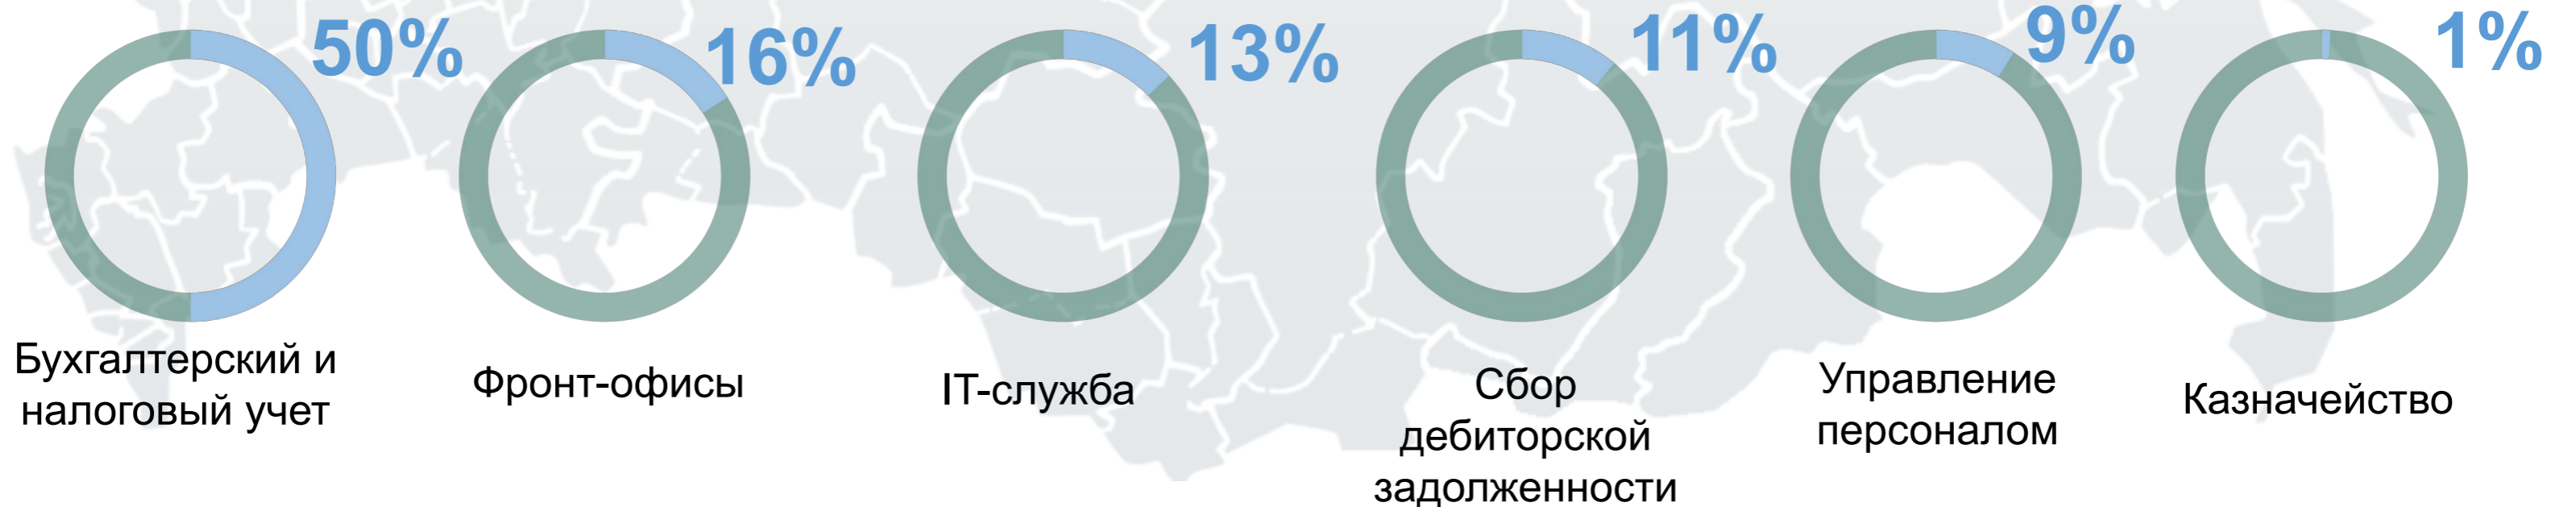 50%
16%
13%
11%
9%
1%
Бухгалтерский и
налоговый учет
Фронт-офисы
IT-служба
Сбор
дебиторской
задолженности
Управление
персоналом
Казначейство